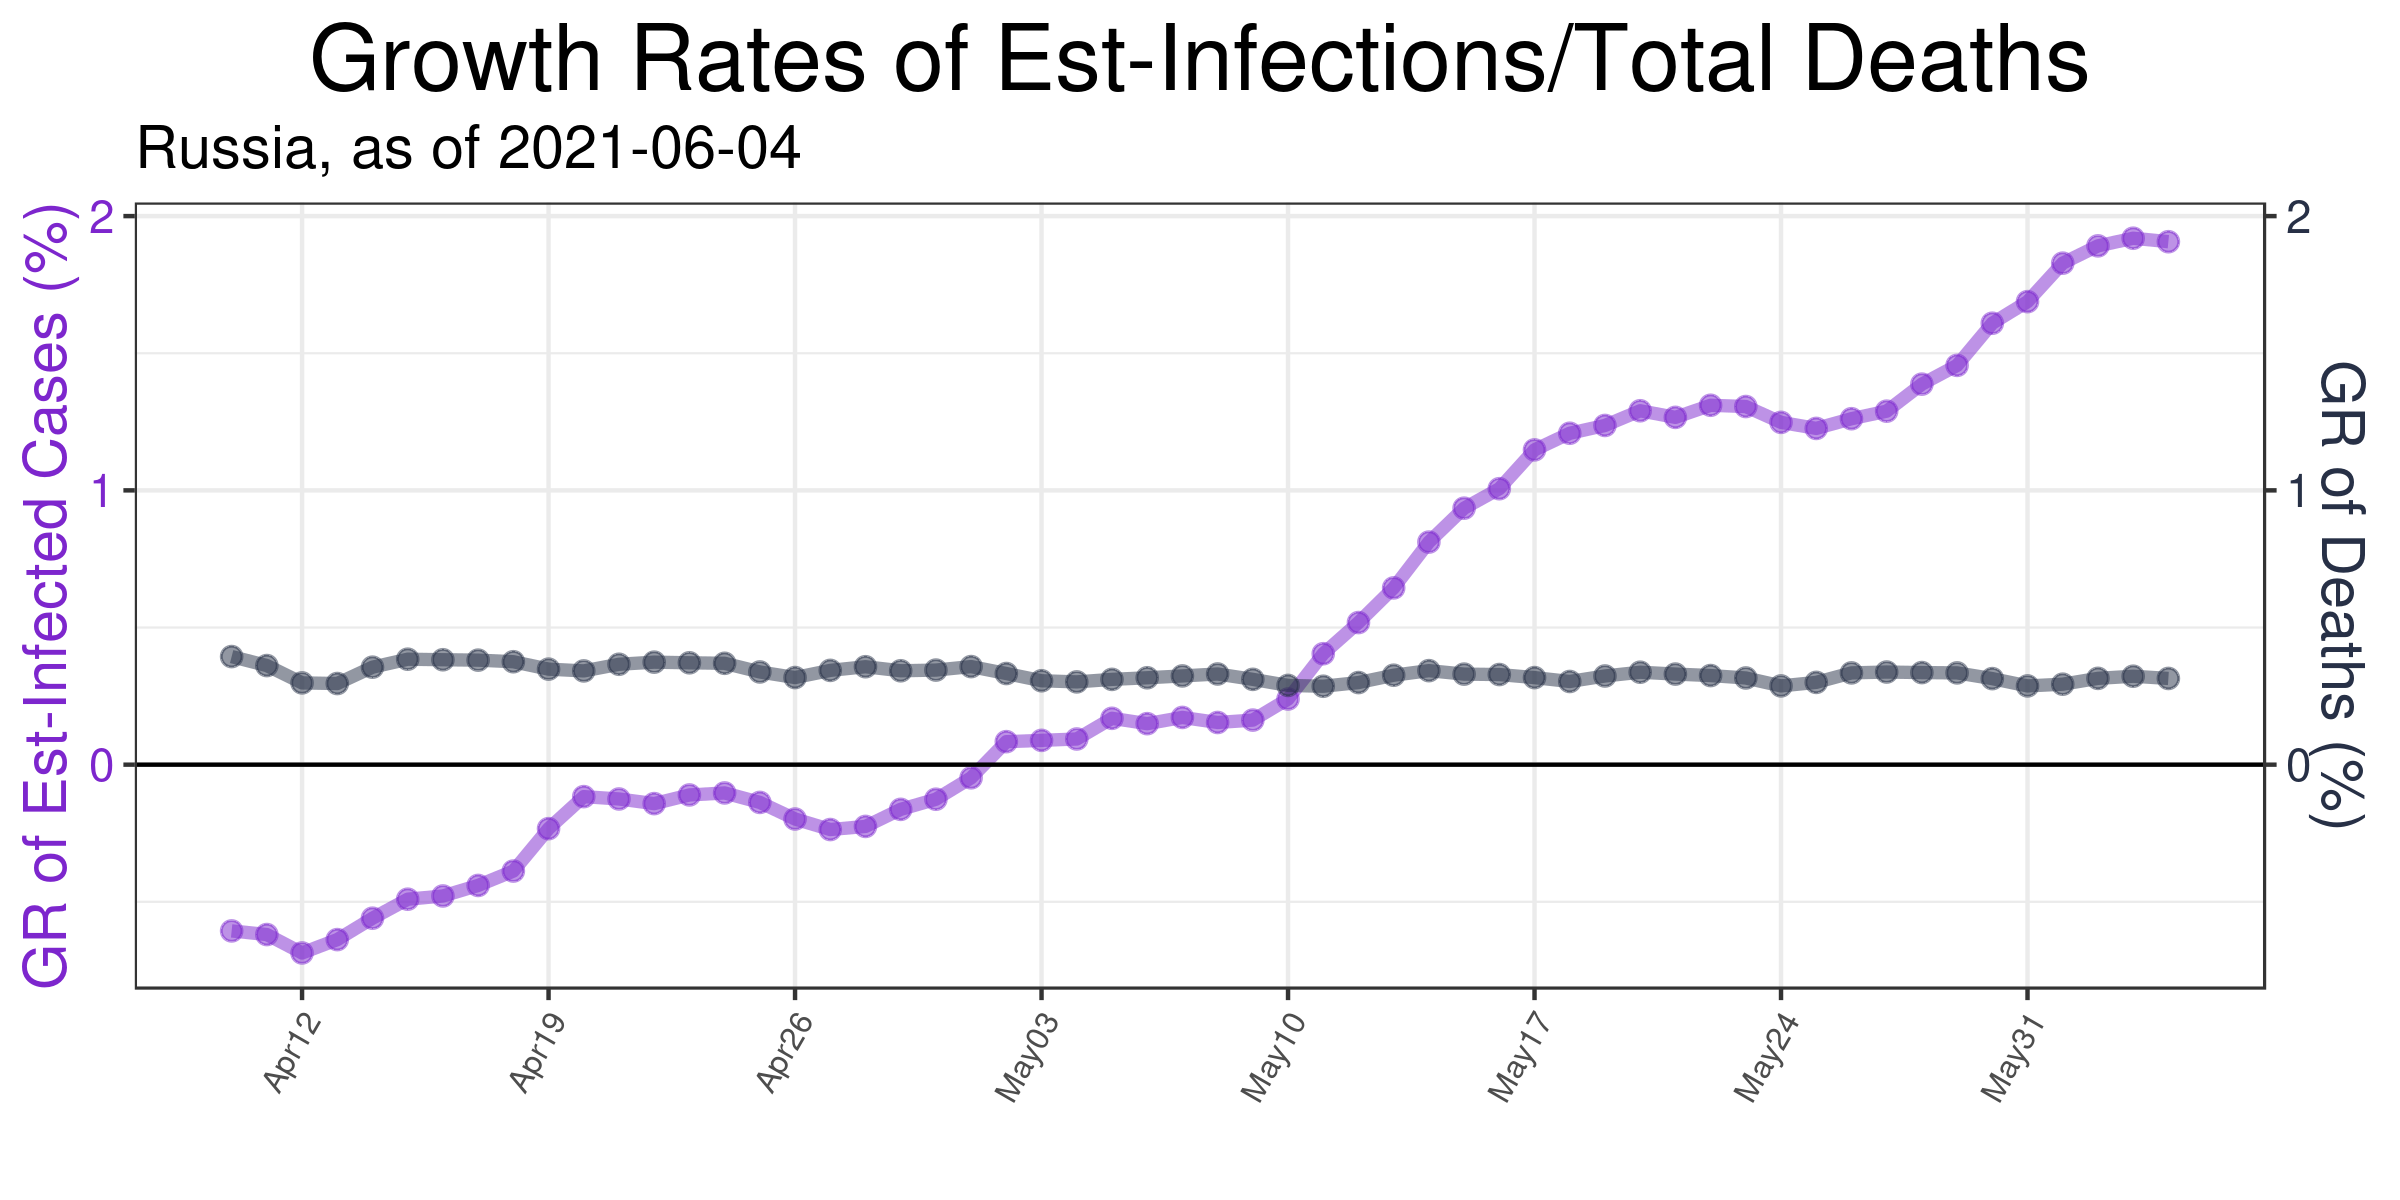 Growth Rates of Est-Infections/Total Deaths
Russia, as of 2021-06-04
GR of Est-Infected Cases (%)
2
1
0
2
1
0
GR of Deaths (%)
Apr12
Apr19
Apr26
May03
May10
May17
May24
May31